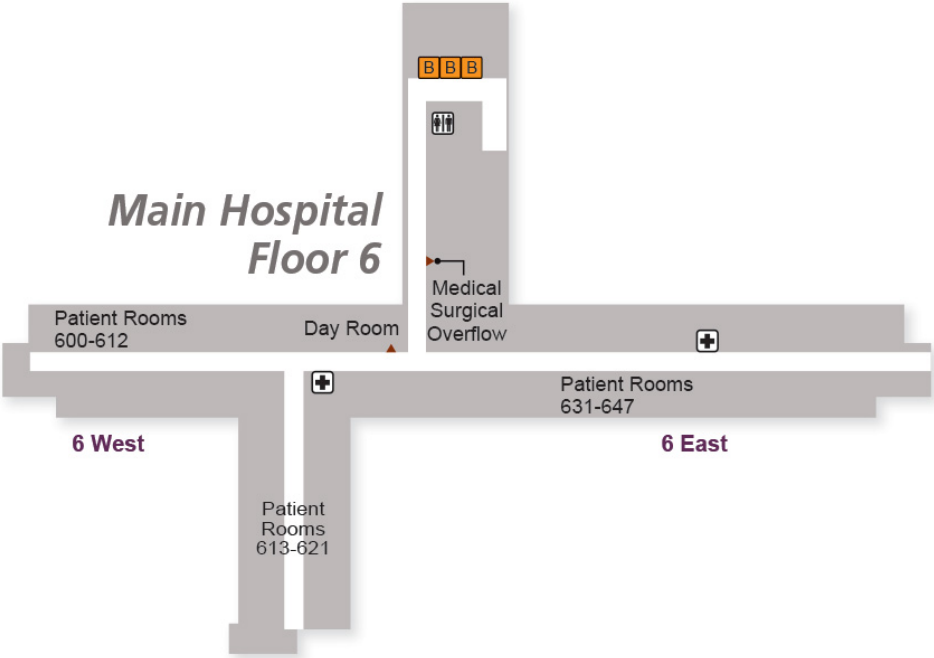 B B B
Main Hospital
Floor 6
Medical
Surgical
Overflow
Patient Rooms
600-612
Day Room
Patient Rooms
631-647
6 West
6 East
Patient
Rooms
613-621